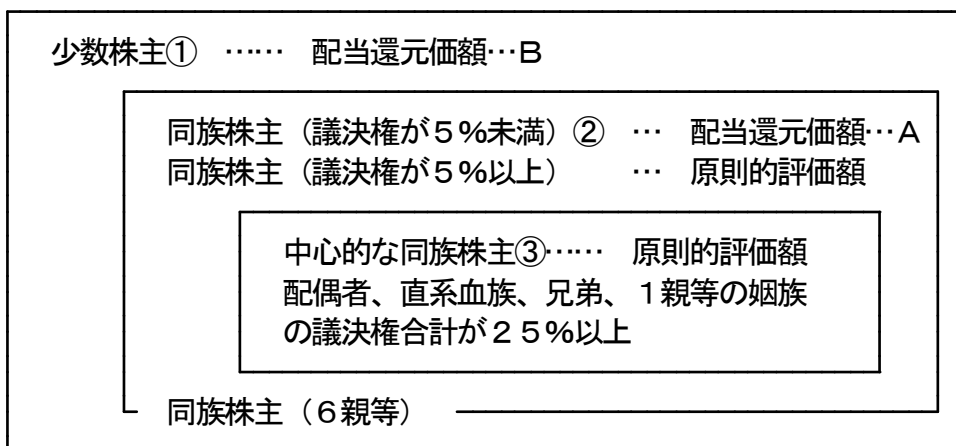 少数株主① …… 配当還元価額…B
同族株主（議決権が５%未満）② … 配当還元価額…A
同族株主（議決権が５%以上） … 原則的評価額
中心的な同族株主③…… 原則的評価額
配偶者、直系血族、兄弟、１親等の姻族
の議決権合計が２５%以上
同族株主（６親等）